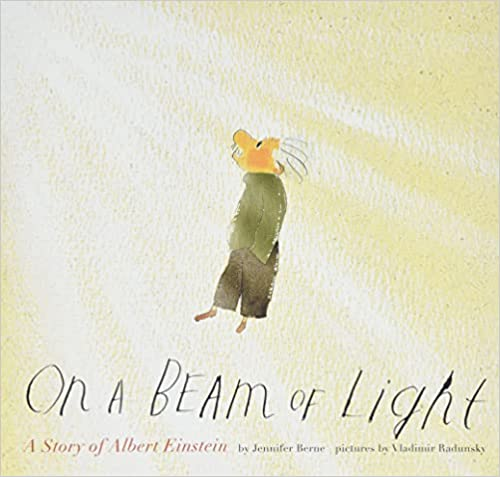 On A BEAM OF Light
A Story of Albert Einstein by Jennifer Berne pictures by Vladimir Radunsky